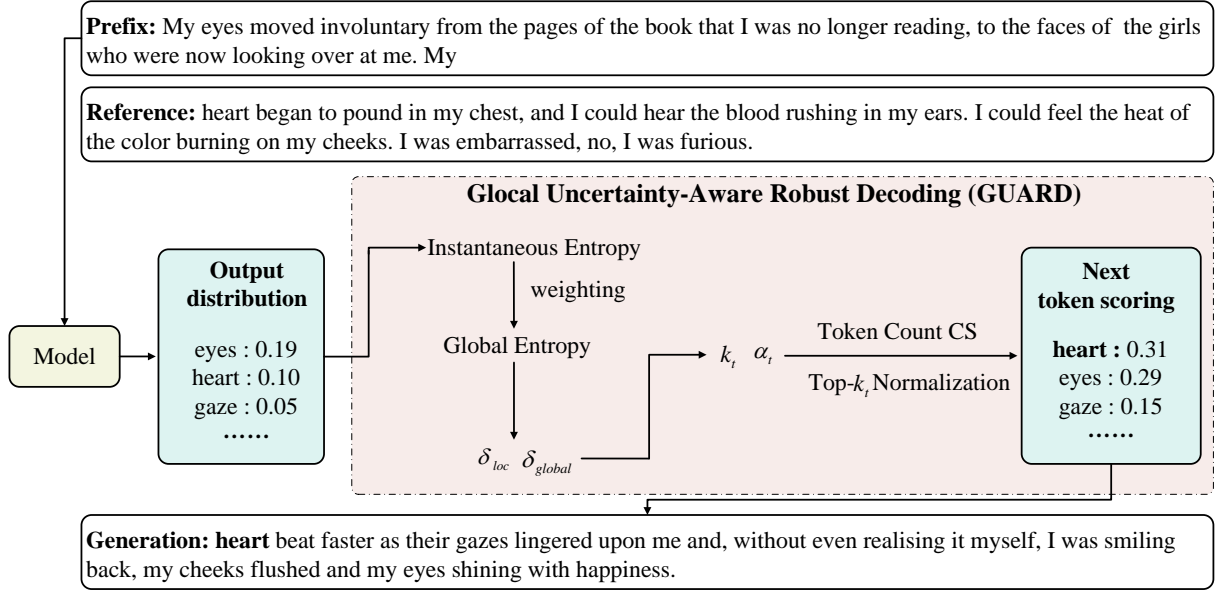 Prefix: My eyes moved involuntary from the pages of the book that I was no longer reading, to the faces of the girls
who were now looking over at me. My
Reference: heart began to pound in my chest, and I could hear the blood rushing in my ears. I could feel the heat of
the color burning on my cheeks. I was embarrassed, no, I was furious.
Glocal Uncertainty-Aware Robust Decoding (GUARD)
Model
Output
distribution
eyes : 0.19
heart : 0.10
gaze : 0.05
......
Instantaneous Entropy
weighting
Global Entropy
δ_loc δ_global
k_t α_t
Token Count CS
Top-k_t Normalization
Next
token scoring
heart : 0.31
eyes : 0.29
gaze : 0.15
......
Generation: heart beat faster as their gazes lingered upon me and, without even realising it myself, I was smiling
back, my cheeks flushed and my eyes shining with happiness.